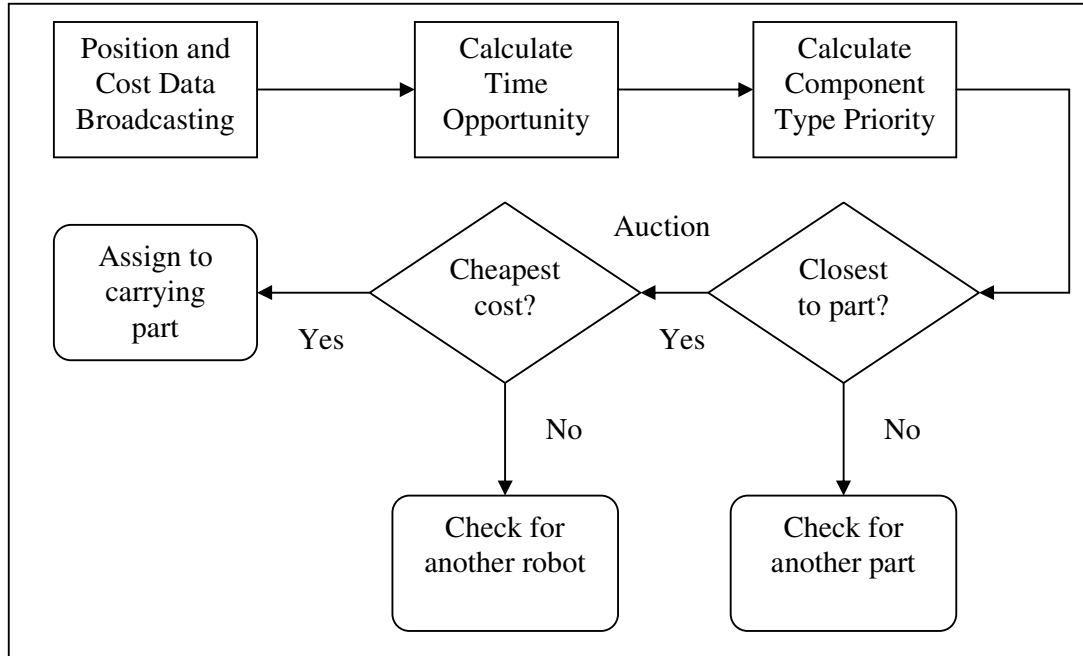 Position and
Cost Data
Broadcasting
Calculate
Time
Opportunity
Calculate
Component
Type Priority
Closest
to part?
Auction
Yes
Cheapest
cost?
Yes
Assign to
carrying
part
No
Check for
another robot
No
Check for
another part